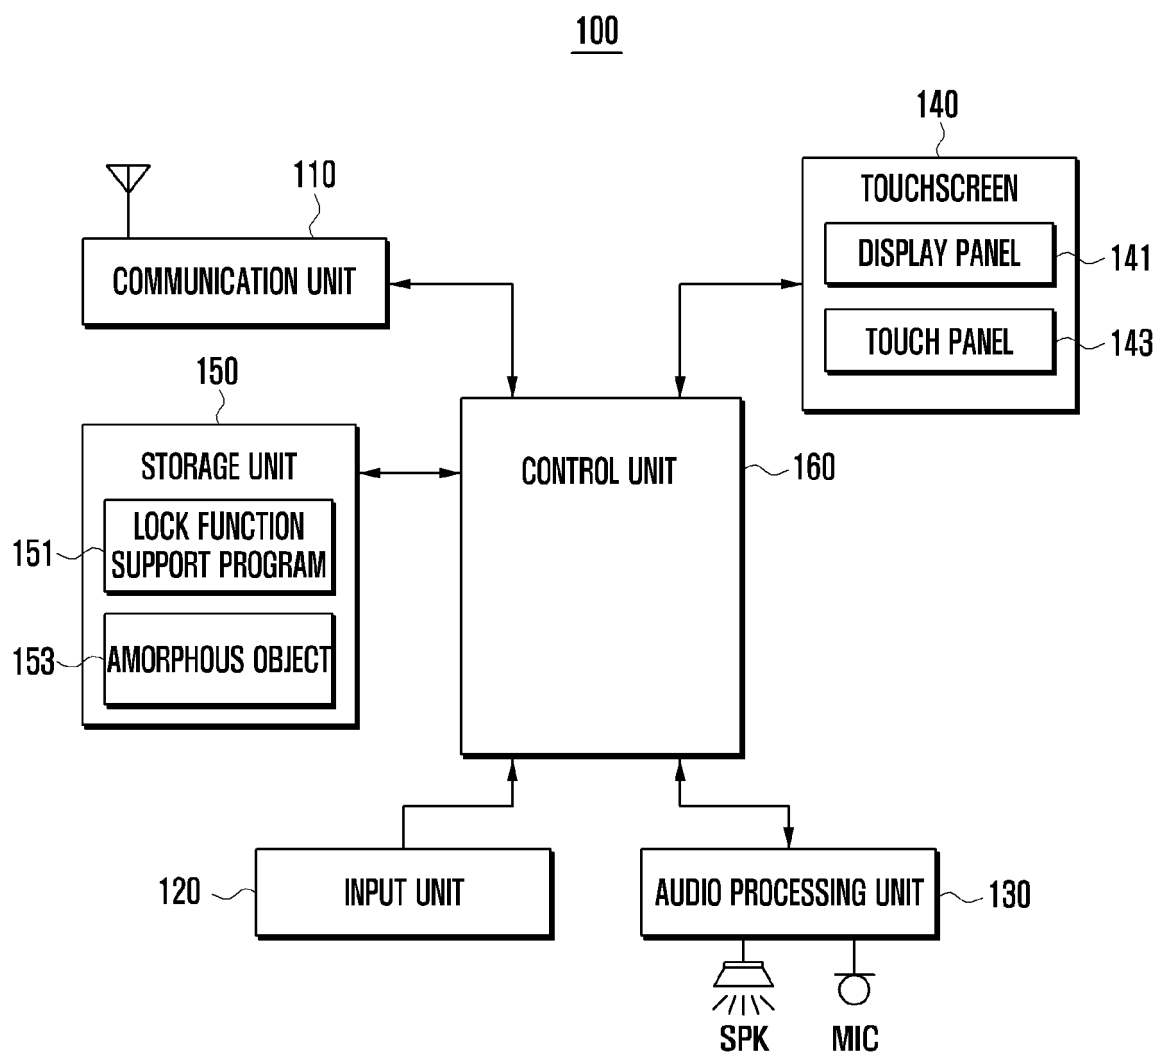 100
140
110
TOUCHSCREEN
DISPLAY PANEL
141
COMMUNICATION UNIT
TOUCH PANEL
143
150
STORAGE UNIT
CONTROL UNIT
160
LOCK FUNCTION
SUPPORT PROGRAM
151
AMORPHOUS OBJECT
153
120
INPUT UNIT
AUDIO PROCESSING UNIT
130
SPK
MIC